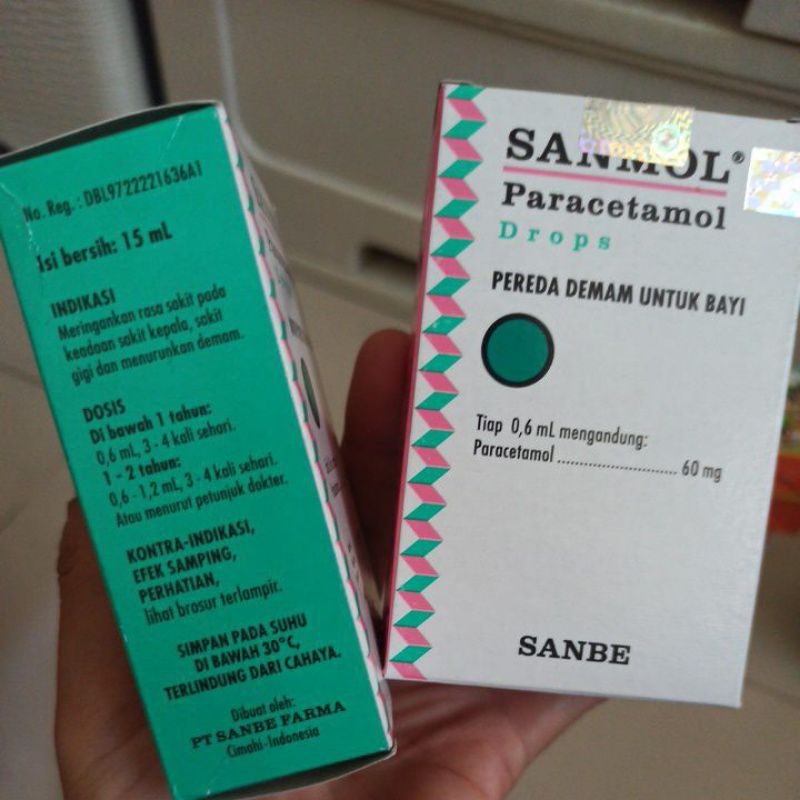 No. Reg. : DBL9722221636A1
Isi bersih: 15 mL
INDIKASI
Meringankan rasa sakit pada
keadaan sakit kepala, sakit
gigi dan menurunkan demam.
DOSIS
Di bawah 1 tahun:
0,6 mL, 3 - 4 kali sehari.
1 - 2 tahun:
0,6 - 1,2 mL, 3 - 4 kali sehari.
Atau menurut petunjuk dokter.
KONTRA-INDIKASI,
EFEK SAMPING,
PERHATIAN,
lihat brosur terlampir.
SIMPAN PADA SUHU
DI BAWAH 30°C,
TERLINDUNG DARI CAHAYA.
Dibuat oleh:
PT SANBE FARMA
Cimahi-Indonesia
SANMOL®
Paracetamol
Drops
PEREDA DEMAM UNTUK BAYI
Tiap 0,6 mL mengandung:
Paracetamol ........................ 60 mg
SANBE